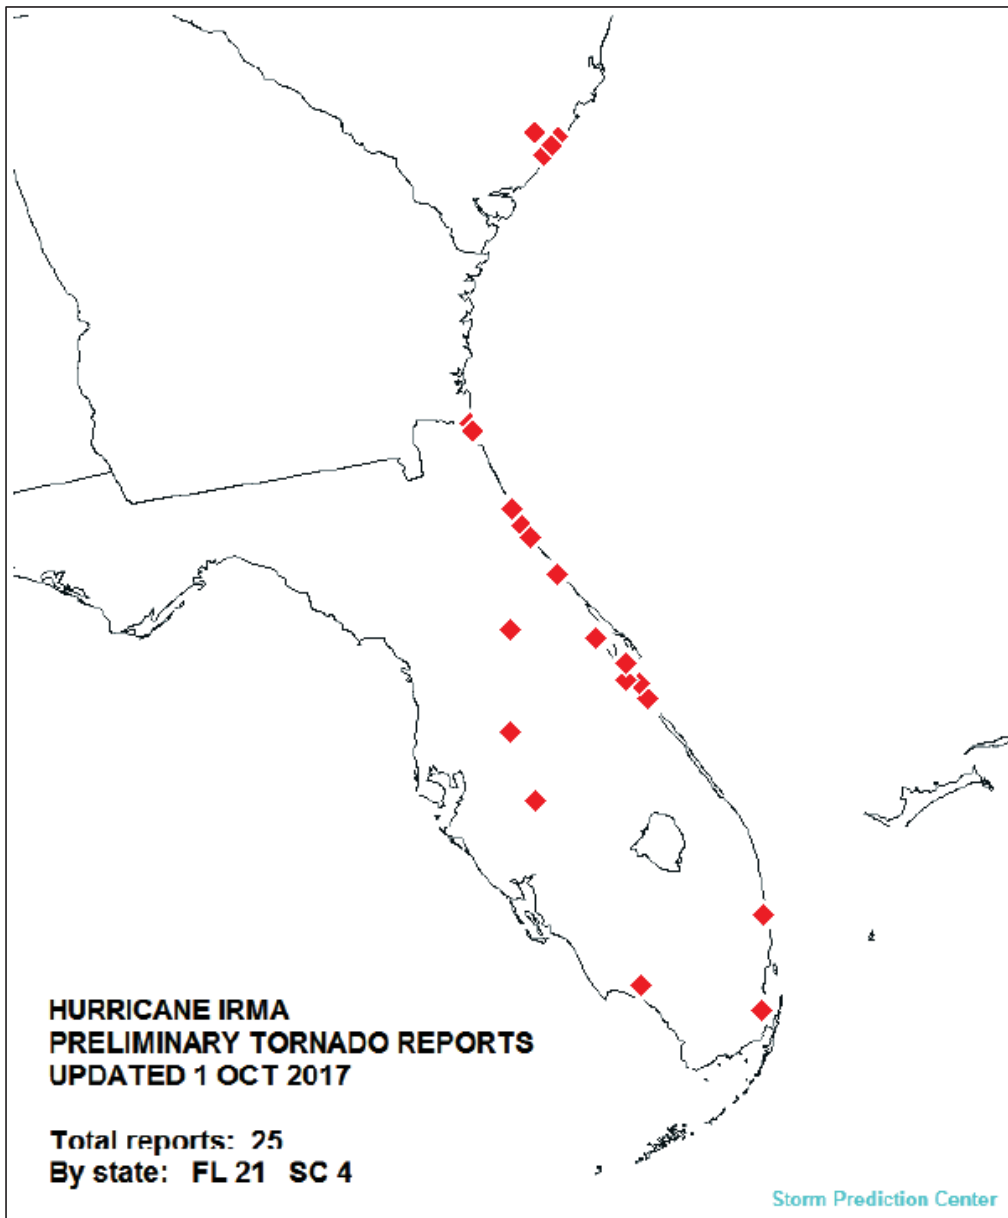 HURRICANE IRMA
PRELIMINARY TORNADO REPORTS
UPDATED 1 OCT 2017
Total reports: 25
By state: FL 21 SC 4
Storm Prediction Center